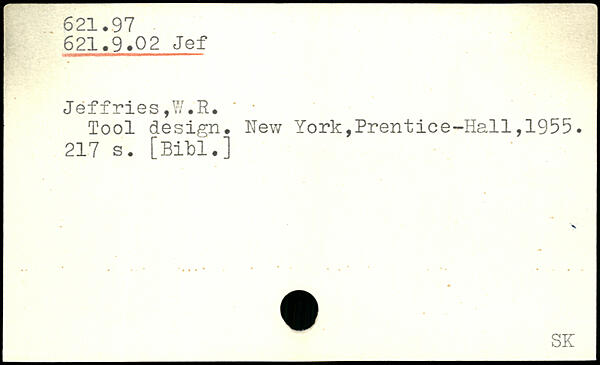 621.97
621.9.02 Jef
Jeffries,W.R.
Tool design. New York,Prentice-Hall,1955.
217 s. [Bibl.]
SK